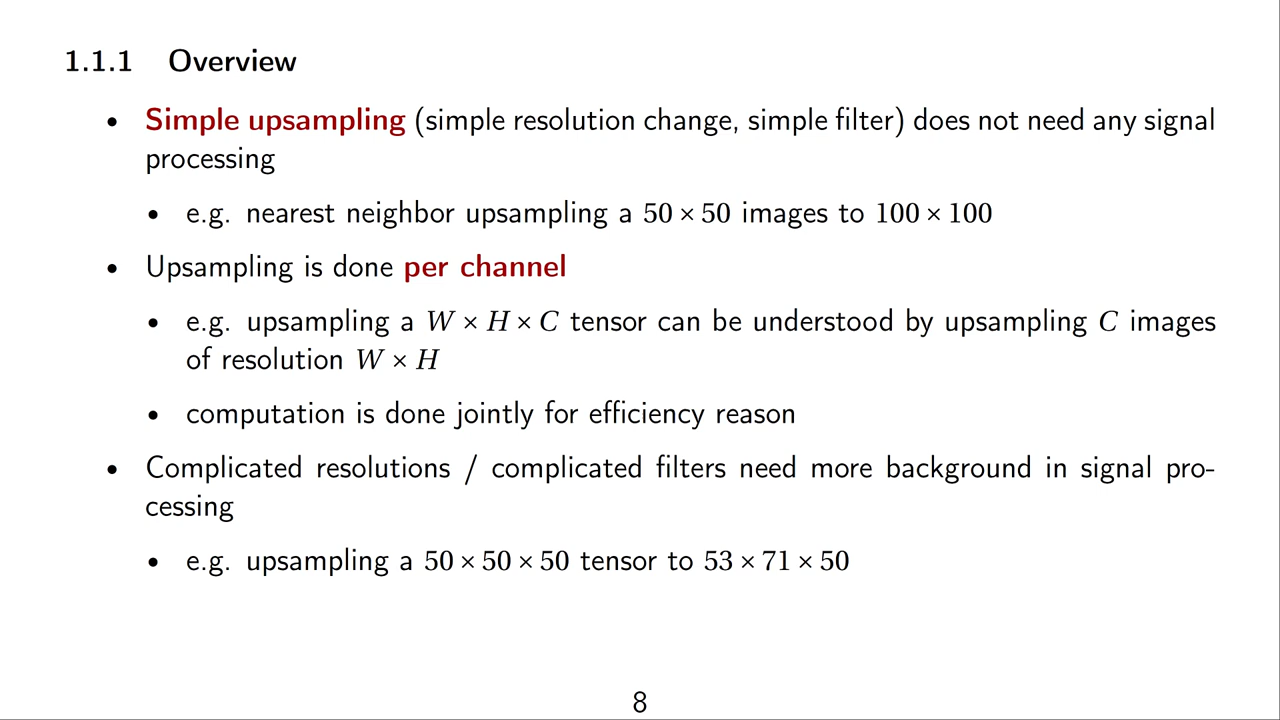 1.1.1 Overview
• Simple upsampling (simple resolution change, simple filter) does not need any signal
processing
• e.g. nearest neighbor upsampling a 50 × 50 images to 100 × 100
• Upsampling is done per channel
• e.g. upsampling a W × H × C tensor can be understood by upsampling C images
of resolution W × H
• computation is done jointly for efficiency reason
• Complicated resolutions / complicated filters need more background in signal pro-
cessing
• e.g. upsampling a 50 × 50 × 50 tensor to 53 × 71 × 50
8